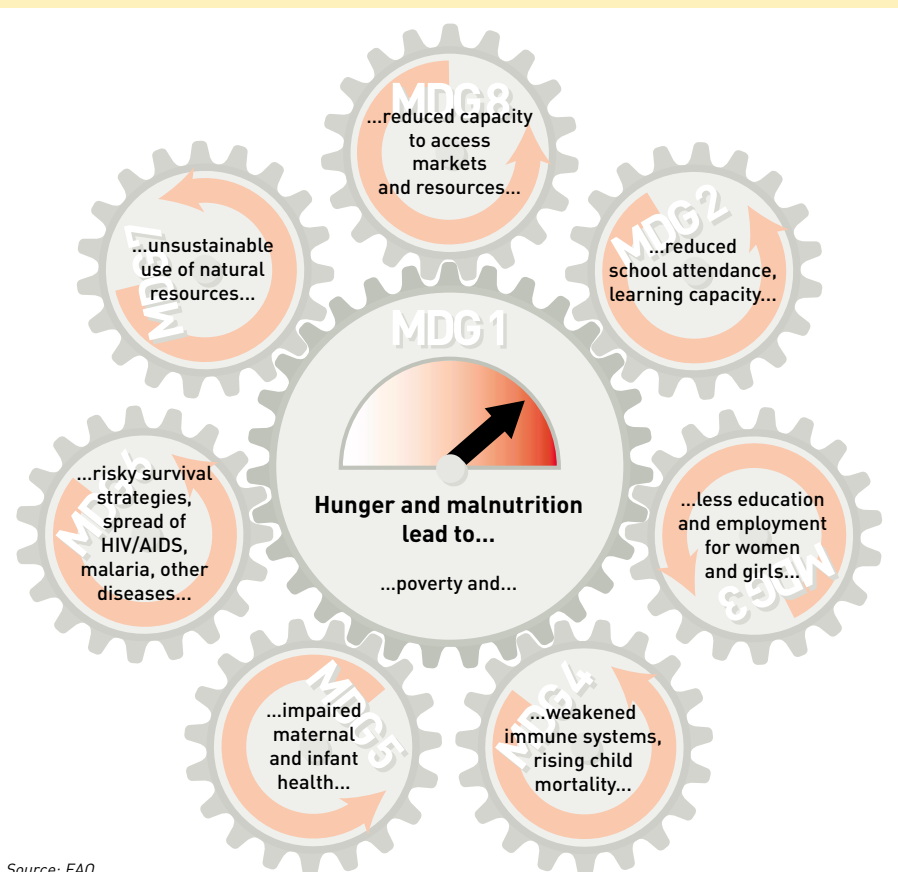 MDG 8
...reduced capacity
to access
markets
and resources...
MDG 2
...reduced
school attendance,
learning capacity...
MDG 7
...unsustainable
use of natural
resources...
MDG 1
Hunger and malnutrition
lead to...
...poverty and...
MDG 6
...risky survival
strategies,
spread of
HIV/AIDS,
malaria, other
diseases...
MDG 3
...less education
and employment
for women
and girls...
MDG 5
...impaired
maternal
and infant
health...
MDG 4
...weakened
immune systems,
rising child
mortality...
Source: FAO